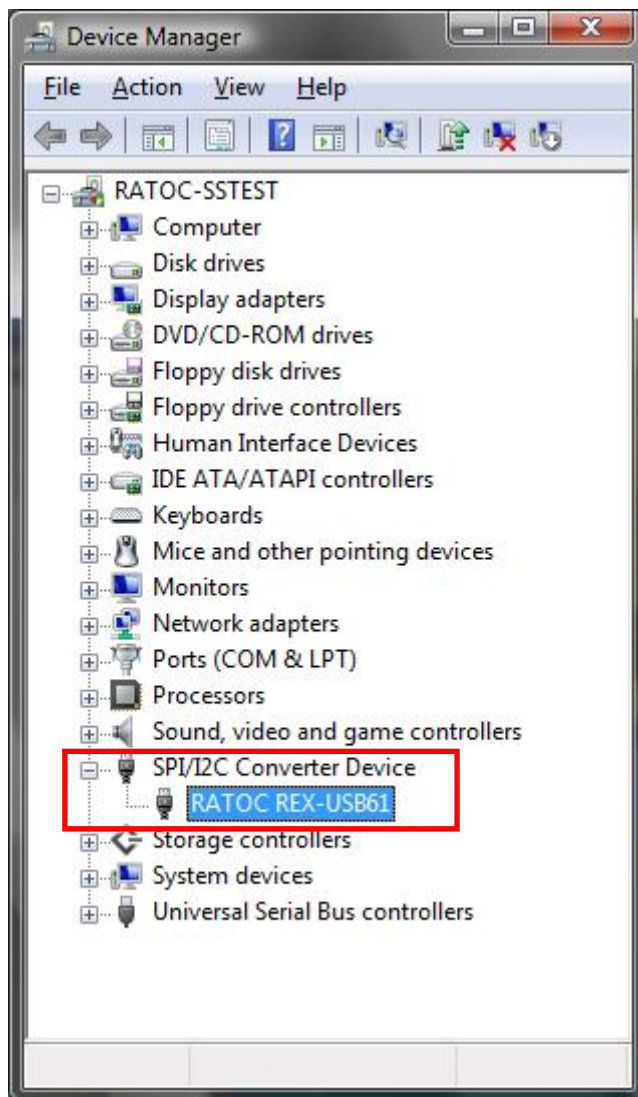 Device Manager
File Action View Help
RATOC-SSTEST
Computer
Disk drives
Display adapters
DVD/CD-ROM drives
Floppy disk drives
Floppy drive controllers
Human Interface Devices
IDE ATA/ATAPI controllers
Keyboards
Mice and other pointing devices
Monitors
Network adapters
Ports (COM & LPT)
Processors
Sound, video and game controllers
SPI/I2C Converter Device
RATOC REX-USB61
Storage controllers
System devices
Universal Serial Bus controllers